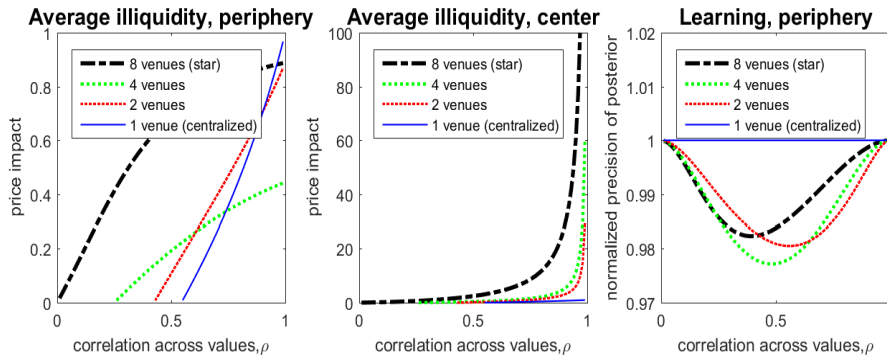 Average illiquidity, periphery
1
0.8
0.6
0.4
0.2
0
0
0.5
1
price impact
correlation across values,ρ
8 venues (star)
4 venues
2 venues
1 venue (centralized)
Average illiquidity, center
100
80
60
40
20
0
0
0.5
1
price impact
correlation across values,ρ
8 venues (star)
4 venues
2 venues
1 venue (centralized)
Learning, periphery
1.02
1.01
1
0.99
0.98
0.97
0
0.5
normalized precision of posterior
correlation across values,ρ
8 venues (star)
4 venues
2 venues
1 venue (centralized)